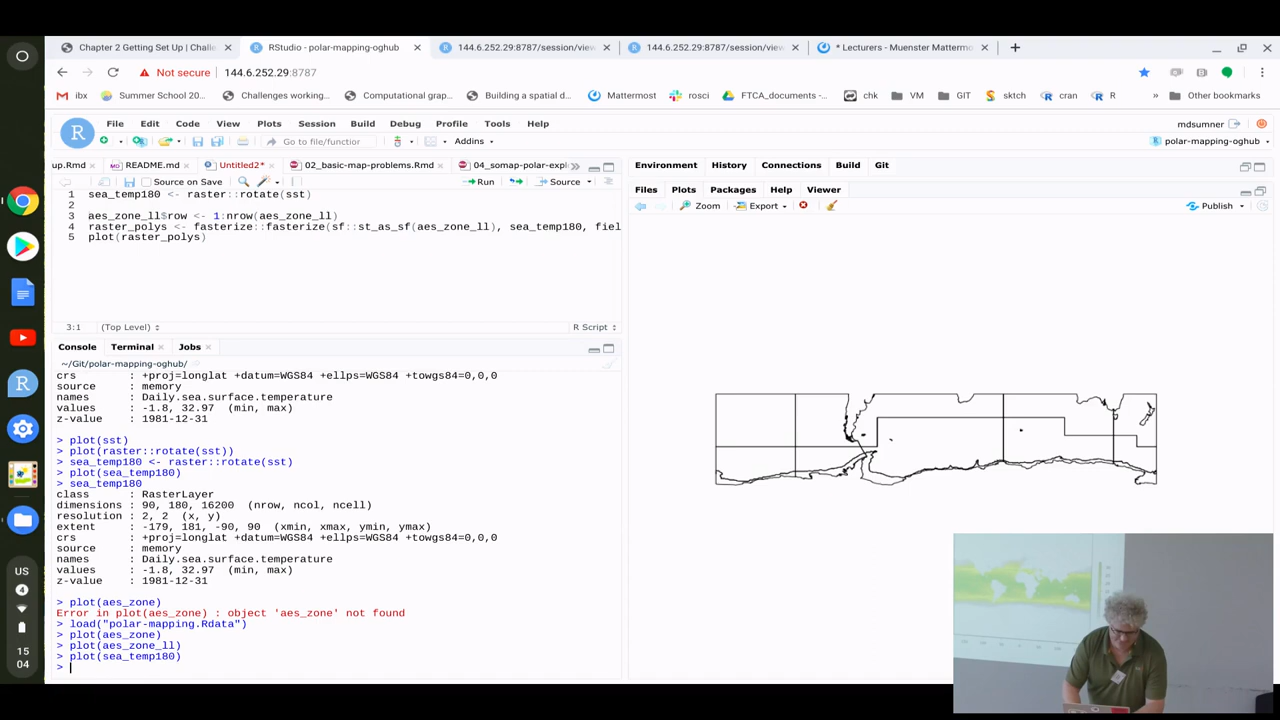 Chapter 2 Getting Set Up | Challe
RStudio - polar-mapping-oghub
144.6.252.29:8787/session/view
144.6.252.29:8787/session/view
* Lecturers - Muenster Mattermo
Not secure
144.6.252.29:8787
ibx
Summer School 20...
Challenges working...
Computational grap...
Building a spatial d...
Mattermost
rosci
FTCA_documents -...
chk
VM
GIT
sktch
cran
R
Other bookmarks
File Edit Code View Plots Session Build Debug Profile Tools Help
mdsumner
Go to file/function
Addins
polar-mapping-oghub
up.Rmd
README.md
Untitled2*
02_basic-map-problems.Rmd
04_somap-polar-expl
Source on Save
Run
Source
1 sea_temp180 <- raster::rotate(sst)
2
3 aes_zone_ll$row <- 1:nrow(aes_zone_ll)
4 raster_polys <- fasterize::fasterize(sf::st_as_sf(aes_zone_ll), sea_temp180, fiel
5 plot(raster_polys)
3:1 (Top Level) R Script
Console Terminal Jobs
~/Git/polar-mapping-oghub/
crs : +proj=longlat +datum=WGS84 +ellps=WGS84 +towgs84=0,0,0
source : memory
names : Daily.sea.surface.temperature
values : -1.8, 32.97 (min, max)
z-value : 1981-12-31
> plot(sst)
> plot(raster::rotate(sst))
> sea_temp180 <- raster::rotate(sst)
> plot(sea_temp180)
> sea_temp180
class : RasterLayer
dimensions : 90, 180, 16200 (nrow, ncol, ncell)
resolution : 2, 2 (x, y)
extent : -179, 181, -90, 90 (xmin, xmax, ymin, ymax)
crs : +proj=longlat +datum=WGS84 +ellps=WGS84 +towgs84=0,0,0
source : memory
names : Daily.sea.surface.temperature
values : -1.8, 32.97 (min, max)
z-value : 1981-12-31
> plot(aes_zone)
Error in plot(aes_zone) : object 'aes_zone' not found
> load("polar-mapping.Rdata")
> plot(aes_zone)
> plot(aes_zone_ll)
> plot(sea_temp180)
>
Environment History Connections Build Git
Files Plots Packages Help Viewer
Zoom Export Publish
US
4
15
04